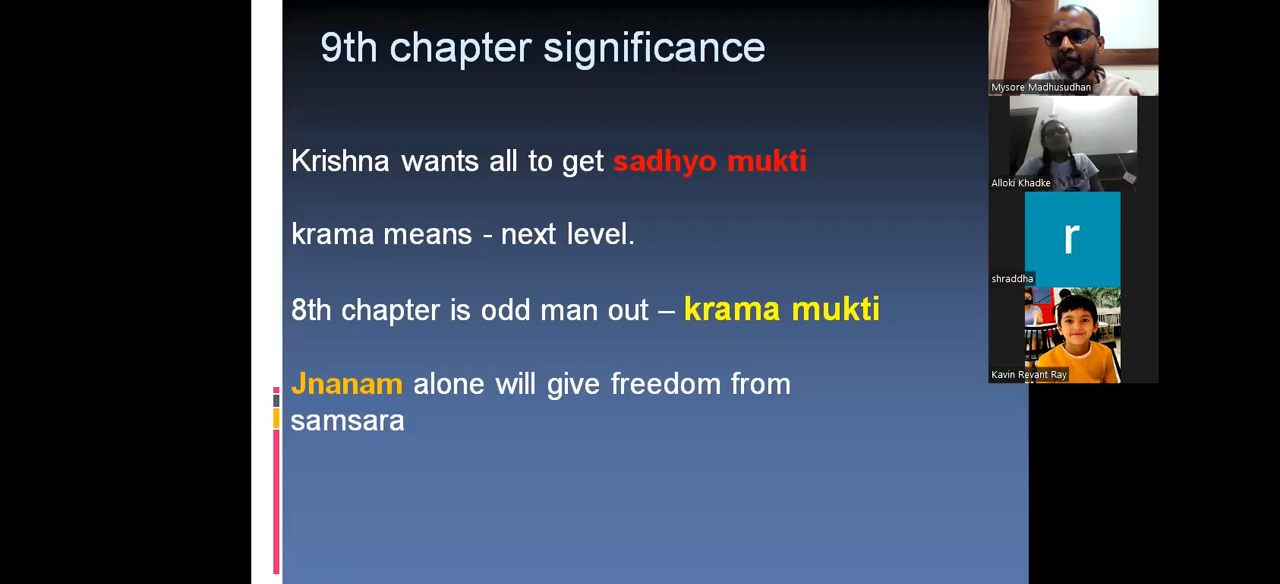 9th chapter significance
Krishna wants all to get sadhyo mukti
krama means - next level.
8th chapter is odd man out – krama mukti
Jnanam alone will give freedom from
samsara
Mysore Madhusudhan
Alloki Khadke
r
shraddha
Kavin Revant Ray